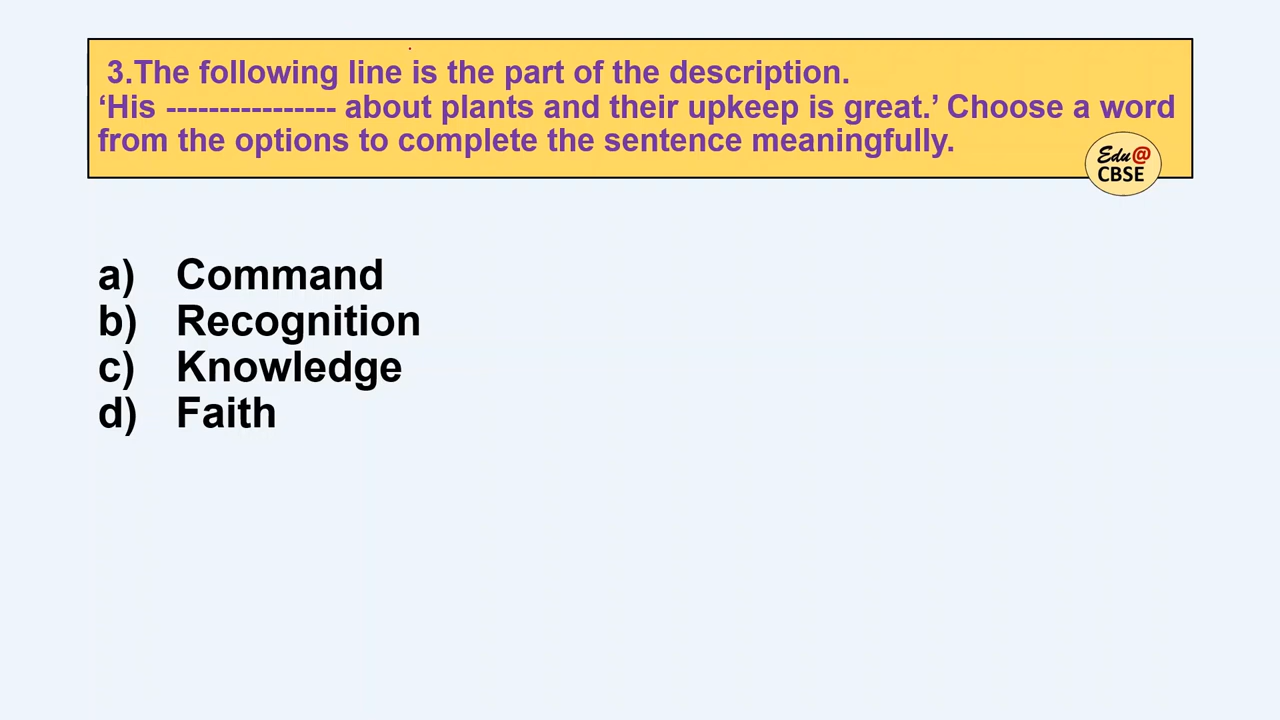 3.The following line is the part of the description.
‘His ---------------- about plants and their upkeep is great.’ Choose a word
from the options to complete the sentence meaningfully.
Edu@
CBSE
a) Command
b) Recognition
c) Knowledge
d) Faith